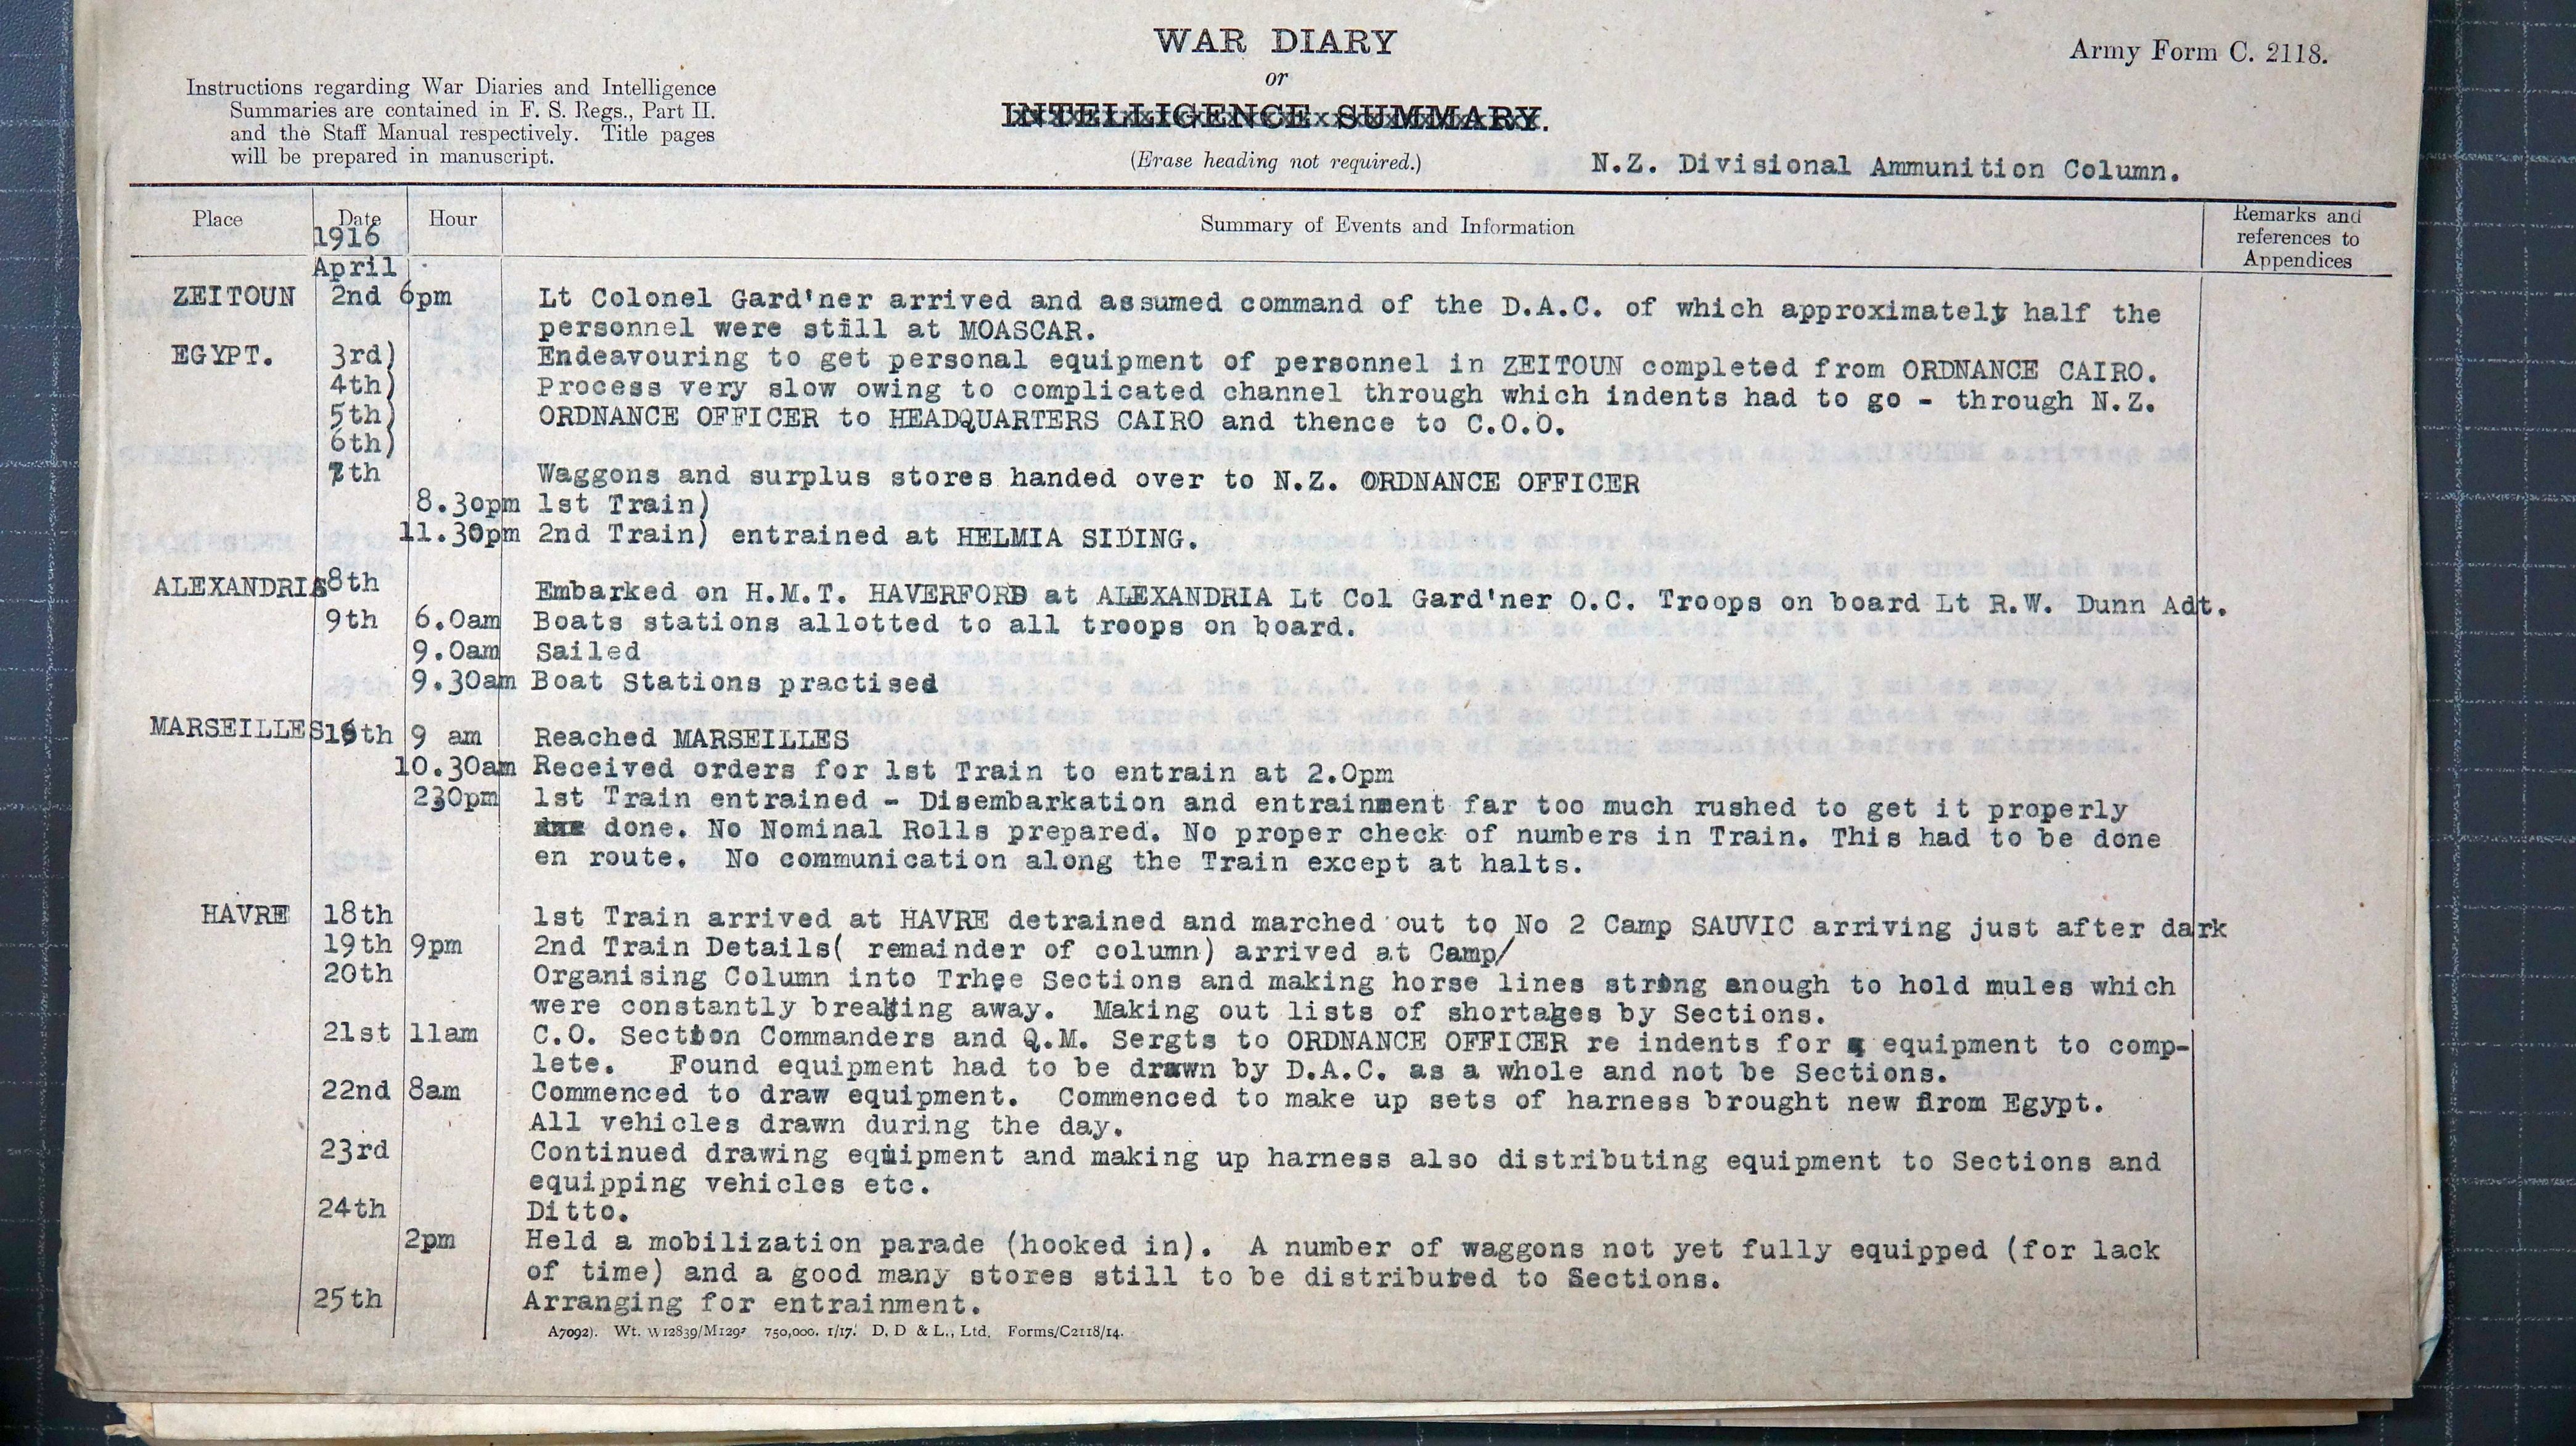 WAR DIARY
Army Form C. 2118.
or
Instructions regarding War Diaries and Intelligence
Summaries are contained in F. S. Regs., Part II.
and the Staff Manual respectively. Title pages
will be prepared in manuscript.
INTELLIGENCE SUMMARY.
(Erase heading not required.)
N.Z. Divisional Ammunition Column.
Place Date Hour Summary of Events and Information Remarks and
references to
Appendices
1916
April
ZEITOUN 2nd 6pm Lt Colonel Gard'ner arrived and assumed command of the D.A.C. of which approximately half the
personnel were still at MOASCAR.
EGYPT. 3rd) Endeavouring to get personal equipment of personnel in ZEITOUN completed from ORDNANCE CAIRO.
4th) Process very slow owing to complicated channel through which indents had to go - through N.Z.
5th) ORDNANCE OFFICER to HEADQUARTERS CAIRO and thence to C.O.O.
6th)
7th Waggons and surplus stores handed over to N.Z. ORDNANCE OFFICER
8.30pm 1st Train)
11.30pm 2nd Train) entrained at HELMIA SIDING.
ALEXANDRIA 8th Embarked on H.M.T. HAVERFORD at ALEXANDRIA Lt Col Gard'ner O.C. Troops on board Lt R.W. Dunn Adt.
9th 6.0am Boats stations allotted to all troops on board.
9.0am Sailed
9.30am Boat Stations practised
MARSEILLES 9 am Reached MARSEILLES
10.30am Received orders for 1st Train to entrain at 2.0pm
230pm 1st Train entrained - Disembarkation and entrainment far too much rushed to get it properly
done. No Nominal Rolls prepared. No proper check of numbers in Train. This had to be done
en route. No communication along the Train except at halts.
HAVRE 18th 1st Train arrived at HAVRE detrained and marched out to No 2 Camp SAUVIC arriving just after dark
19th 9pm 2nd Train Details( remainder of column) arrived at Camp/
20th Organising Column into Trhee Sections and making horse lines strong enough to hold mules which
were constantly breaking away. Making out lists of shortages by Sections.
21st 11am C.O. Section Commanders and Q.M. Sergts to ORDNANCE OFFICER re indents for equipment to comp-
lete. Found equipment had to be drawn by D.A.C. as a whole and not be Sections.
22nd 8am Commenced to draw equipment. Commenced to make up sets of harness brought new from Egypt.
All vehicles drawn during the day.
23rd Continued drawing equipment and making up harness also distributing equipment to Sections and
equipping vehicles etc.
24th Ditto.
2pm Held a mobilization parade (hooked in). A number of waggons not yet fully equipped (for lack
of time) and a good many stores still to be distributed to Sections.
25th Arranging for entrainment.
A7092). Wt. 750,000. 1/17. D. D & L., Ltd. Forms/C2118/14.